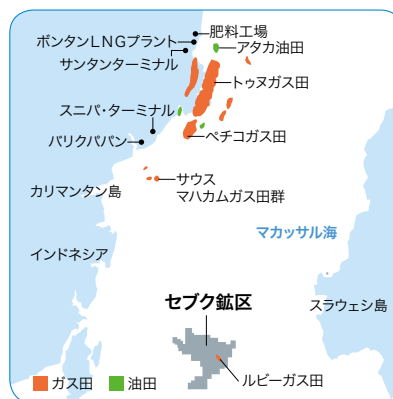 肥料工場
ボンタンLNGプラント
アタカ油田
サンタンターミナル
トゥヌガス田
スニパ・ターミナル
ペチコガス田
バリクパパン
サウス
マハカムガス田群
カリマンタン島
マカッサル海
インドネシア
セブク鉱区
スラウェシ島
ルビーガス田
ガス田
油田